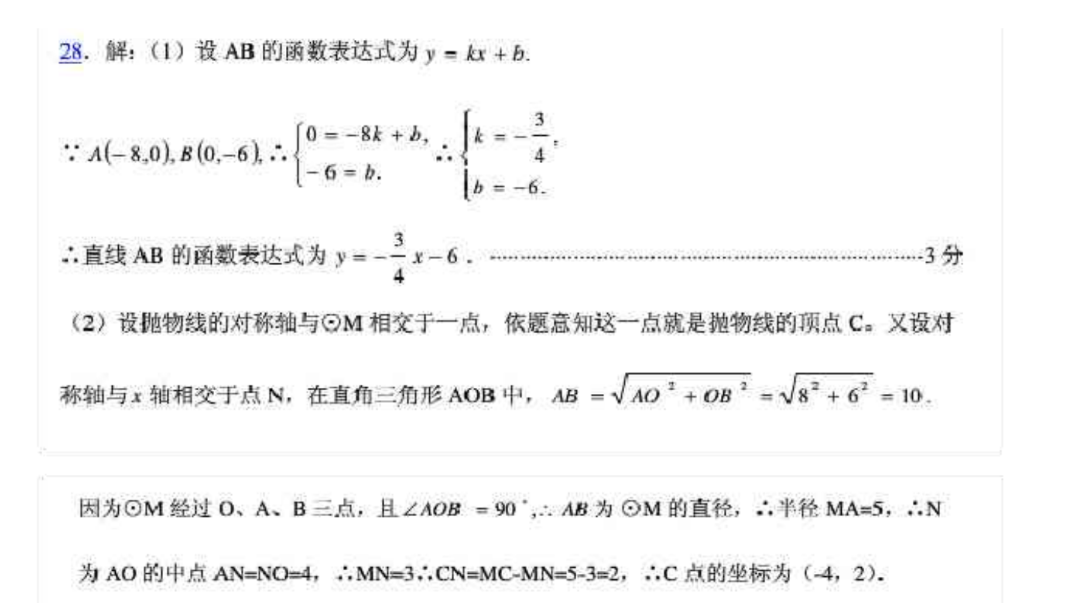 28. 解:(1)设 AB 的函数表达式为 y = kx + b.
∵ A(-8,0), B(0,-6), ∴ { 0 = -8k + b, -6 = b. ∴ { k = -3/4, b = -6.
∴直线 AB 的函数表达式为 y = -3/4 x - 6. ……………………………………………3 分
(2)设抛物线的对称轴与⊙M 相交于一点,依题意知这一点就是抛物线的顶点 C。又设对
称轴与 x 轴相交于点 N,在直角三角形 AOB 中, AB = √(AO² + OB²) = √(8² + 6²) = 10.
因为⊙M 经过 O、A、B 三点,且∠AOB = 90°,∴ AB 为 ⊙M 的直径,∴半径 MA=5,∴N
为 AO 的中点 AN=NO=4,∴MN=3∴CN=MC-MN=5-3=2,∴C 点的坐标为(-4,2).